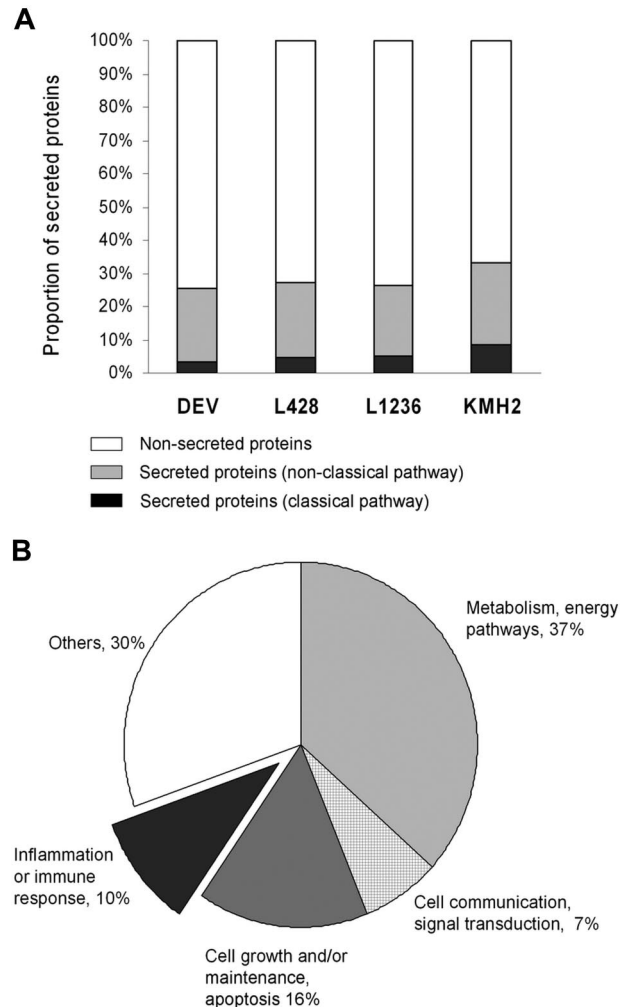 A
Proportion of secreted proteins
100%
90%
80%
70%
60%
50%
40%
30%
20%
10%
0%
DEV L428 L1236 KMH2
Non-secreted proteins
Secreted proteins (non-classical pathway)
Secreted proteins (classical pathway)
B
Metabolism, energy
pathways, 37%
Others, 30%
Inflammation
or immune
response, 10%
Cell communication,
signal transduction, 7%
Cell growth and/or
maintenance,
apoptosis 16%